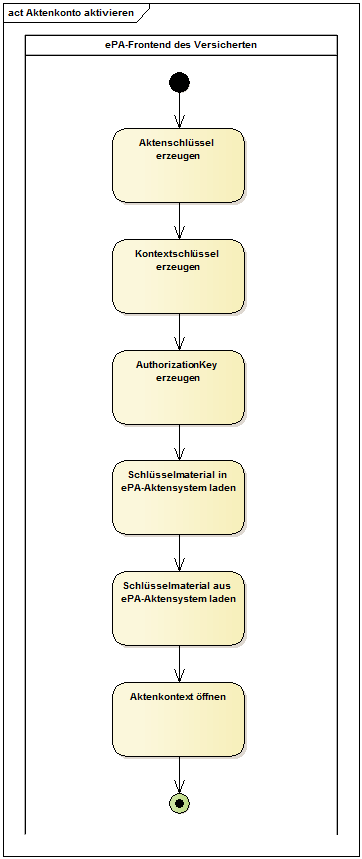 act Aktenkonto aktivieren
ePA-Frontend des Versicherten
Aktenschlüssel
erzeugen
Kontextschlüssel
erzeugen
AuthorizationKey
erzeugen
Schlüsselmaterial in
ePA-Aktensystem laden
Schlüsselmaterial aus
ePA-Aktensystem laden
Aktenkontext öffnen